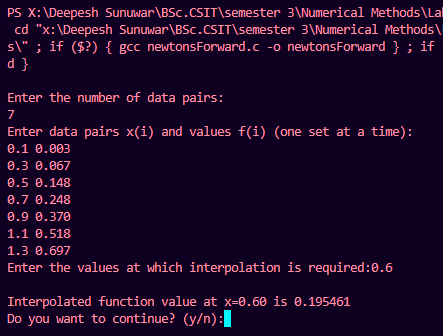 PS X:\Deepesh Sunuwar\BSc.CSIT\semester 3\Numerical Methods\La
cd "x:\Deepesh Sunuwar\BSc.CSIT\semester 3\Numerical Methods\
s\" ; if ($?) { gcc newtonsForward.c -o newtonsForward } ; if
d }
Enter the number of data pairs:
7
Enter data pairs x(i) and values f(i) (one set at a time):
0.1 0.003
0.3 0.067
0.5 0.148
0.7 0.248
0.9 0.370
1.1 0.518
1.3 0.697
Enter the values at which interpolation is required:0.6
Interpolated function value at x=0.60 is 0.195461
Do you want to continue? (y/n):